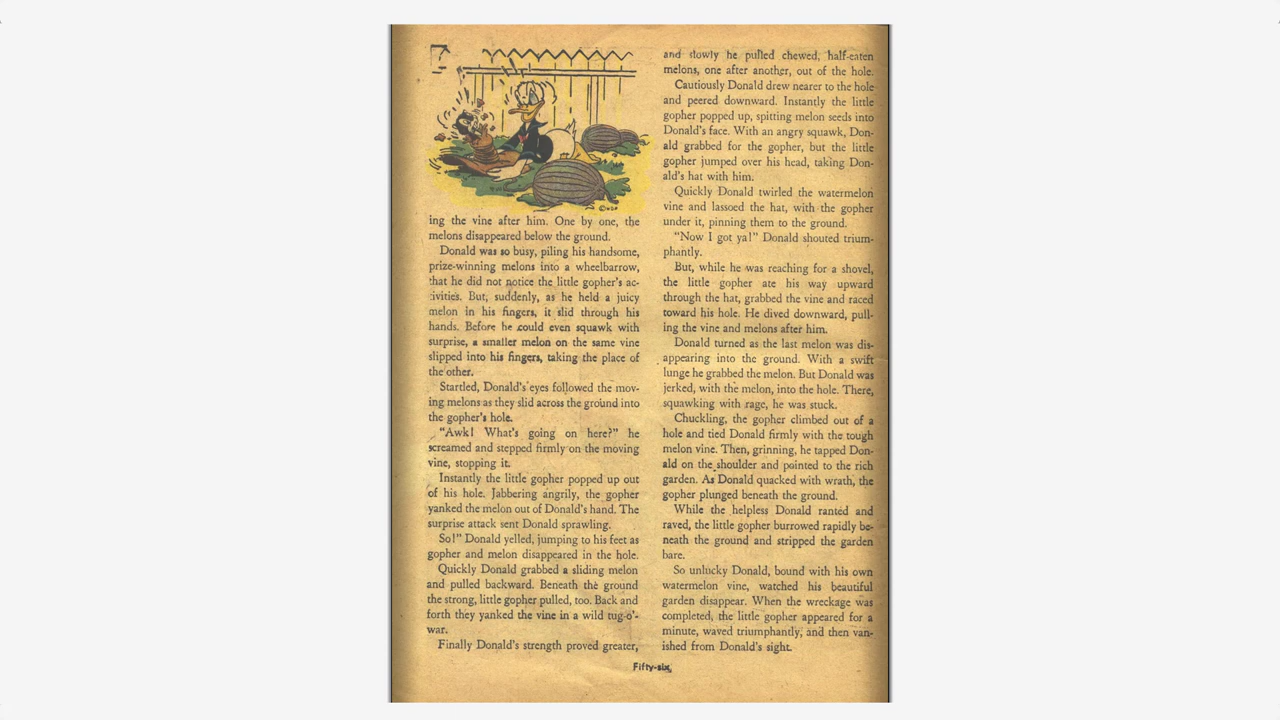 ing the vine after him. One by one, the
melons disappeared below the ground.
Donald was so busy, piling his handsome,
prize-winning melons into a wheelbarrow,
that he did not notice the little gopher's ac-
tivities. But, suddenly, as he held a juicy
melon in his fingers, it slid through his
hands. Before he could even squawk with
surprise, a smaller melon on the same vine
slipped into his fingers, taking the place of
the other.
Startled, Donald's eyes followed the mov-
ing melons as they slid across the ground into
the gopher's hole.
"Awk! What's going on here?" he
screamed and stepped firmly on the moving
vine, stopping it.
Instantly the little gopher popped up out
of his hole. Jabbering angrily, the gopher
yanked the melon out of Donald's hand. The
surprise attack sent Donald sprawling.
So!" Donald yelled, jumping to his feet as
gopher and melon disappeared in the hole.
Quickly Donald grabbed a sliding melon
and pulled backward. Beneath the ground
the strong, little gopher pulled, too. Back and
forth they yanked the vine in a wild tug-o'-
war.
Finally Donald's strength proved greater,
and slowly he pulled chewed, half-eaten
melons, one after another, out of the hole.
Cautiously Donald drew nearer to the hole
and peered downward. Instantly the little
gopher popped up, spitting melon seeds into
Donald's face. With an angry squawk, Don-
ald grabbed for the gopher, but the little
gopher jumped over his head, taking Don-
ald's hat with him.
Quickly Donald twirled the watermelon
vine and lassoed the hat, with the gopher
under it, pinning them to the ground.
"Now I got ya!" Donald shouted trium-
phantly.
But, while he was reaching for a shovel,
the little gopher ate his way upward
through the hat, grabbed the vine and raced
toward his hole. He dived downward, pull-
ing the vine and melons after him.
Donald turned as the last melon was dis-
appearing into the ground. With a swift
lunge he grabbed the melon. But Donald was
jerked, with the melon, into the hole. There,
squawking with rage, he was stuck.
Chuckling, the gopher climbed out of a
hole and tied Donald firmly with the tough
melon vine. Then, grinning, he tapped Don-
ald on the shoulder and pointed to the rich
garden. As Donald quacked with wrath, the
gopher plunged beneath the ground.
While the helpless Donald ranted and
raved, the little gopher burrowed rapidly be-
neath the ground and stripped the garden
bare.
So unlucky Donald, bound with his own
watermelon vine, watched his beautiful
garden disappear. When the wreckage was
completed, the little gopher appeared for a
minute, waved triumphantly, and then van-
ished from Donald's sight.
Fifty-six